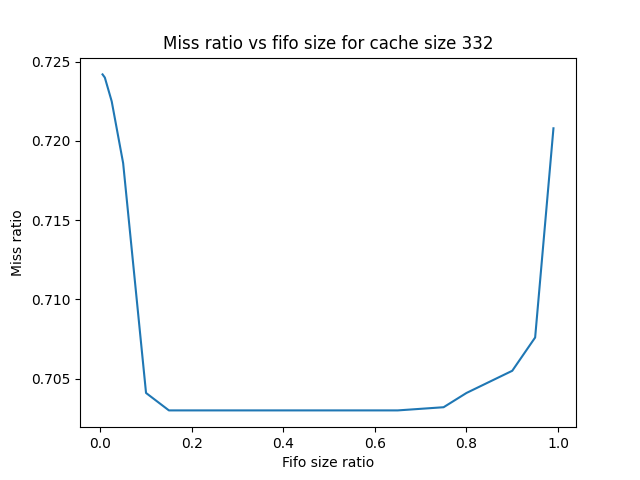 Miss ratio vs fifo size for cache size 332
0.725
0.720
0.715
0.710
0.705
Miss ratio
0.0 0.2 0.4 0.6 0.8 1.0
Fifo size ratio